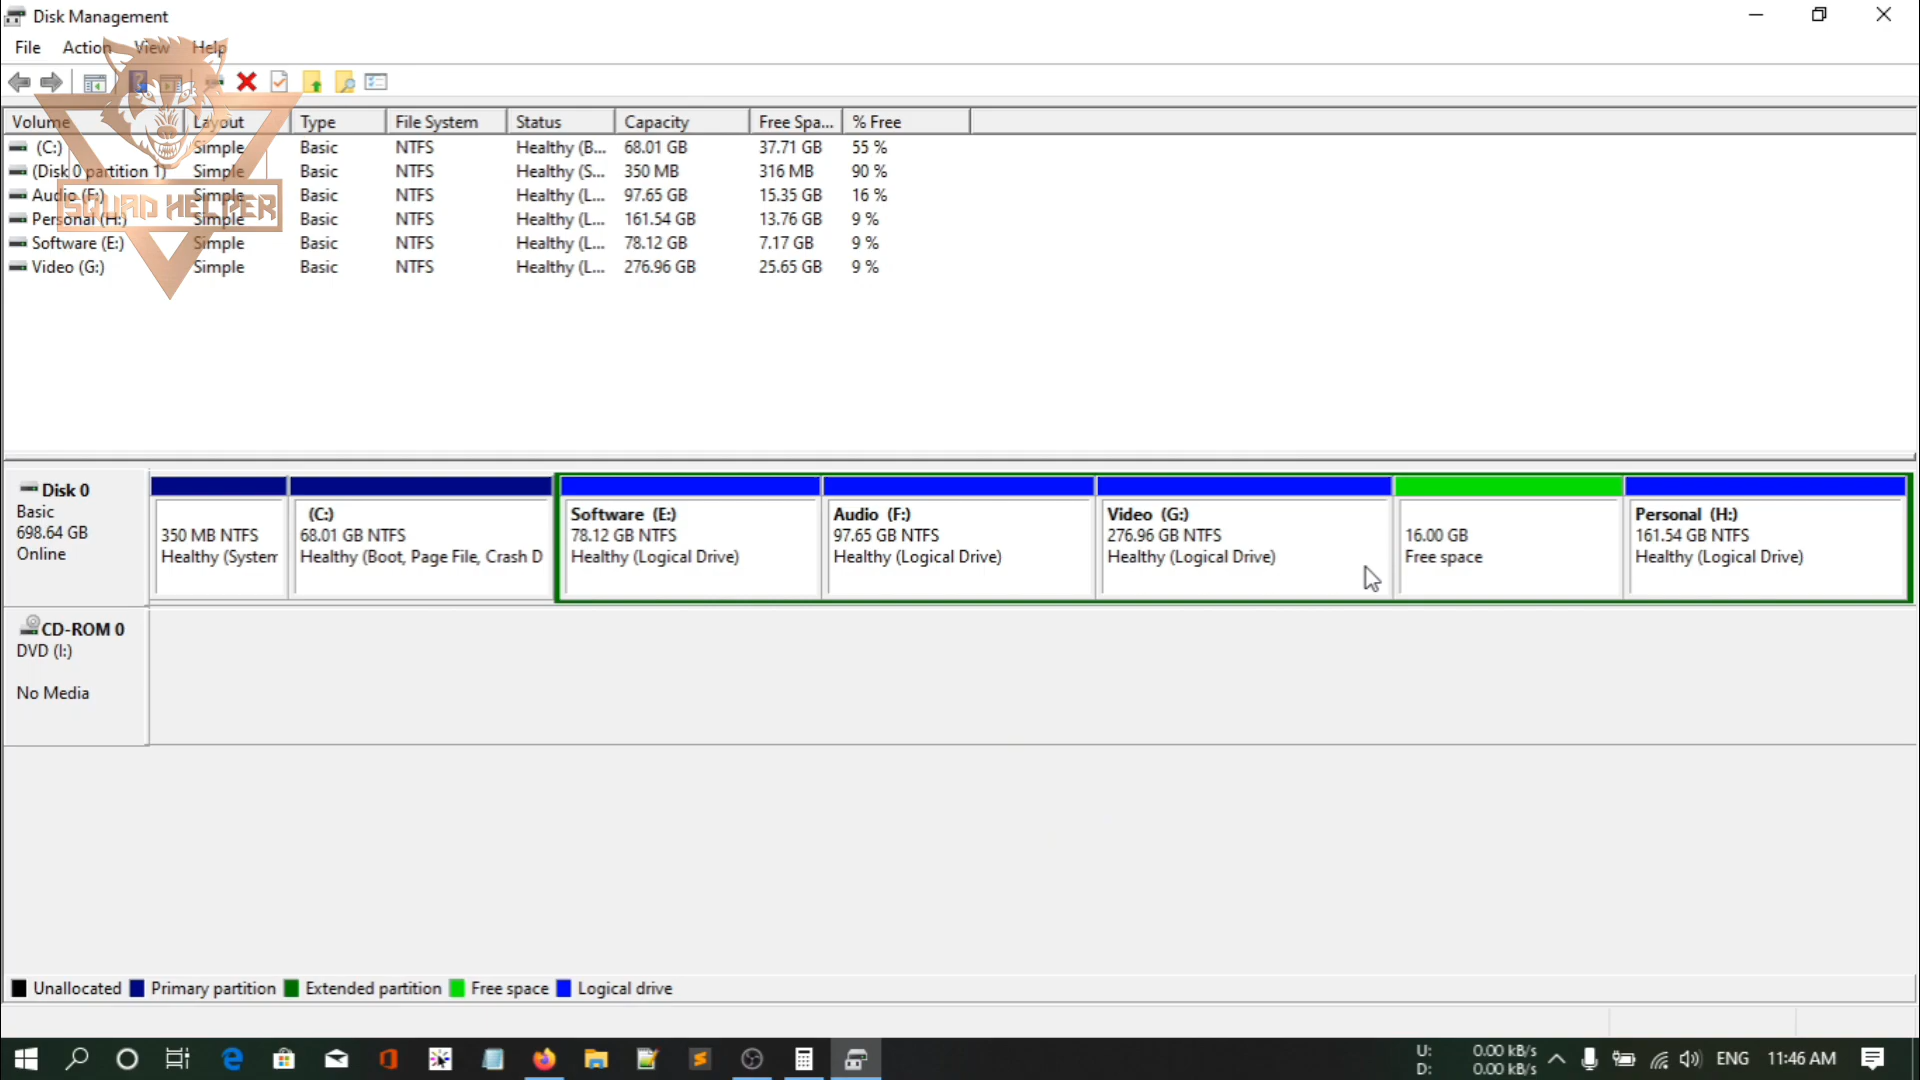 Disk Management
File Action View Help
Volume Layout Type File System Status Capacity Free Spa... % Free
(C:) Simple Basic NTFS Healthy (B... 68.01 GB 37.71 GB 55 %
(Disk 0 partition 1) Simple Basic NTFS Healthy (S... 350 MB 316 MB 90 %
Audio (F:) Simple Basic NTFS Healthy (L... 97.65 GB 15.35 GB 16 %
Personal (H:) Simple Basic NTFS Healthy (L... 161.54 GB 13.76 GB 9 %
Software (E:) Simple Basic NTFS Healthy (L... 78.12 GB 7.17 GB 9 %
Video (G:) Simple Basic NTFS Healthy (L... 276.96 GB 25.65 GB 9 %
SQUAD HELPER
Disk 0
Basic
698.64 GB
Online
350 MB NTFS
Healthy (System
(C:)
68.01 GB NTFS
Healthy (Boot, Page File, Crash D
Software (E:)
78.12 GB NTFS
Healthy (Logical Drive)
Audio (F:)
97.65 GB NTFS
Healthy (Logical Drive)
Video (G:)
276.96 GB NTFS
Healthy (Logical Drive)
16.00 GB
Free space
Personal (H:)
161.54 GB NTFS
Healthy (Logical Drive)
CD-ROM 0
DVD (I:)
No Media
Unallocated Primary partition Extended partition Free space Logical drive
U: 0.00 kB/s
D: 0.00 kB/s
ENG 11:46 AM